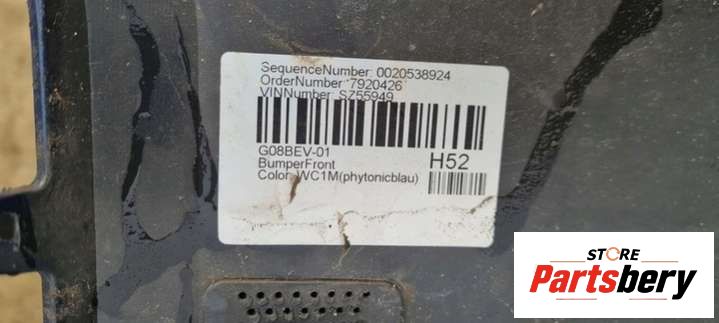 SequenceNumber: 0020538924
OrderNumber: 7920426
VINNumber: SZ55949
G08BEV-01
BumperFront
Color: WC1M(phytonicblau)
H52
STORE
Partsbery